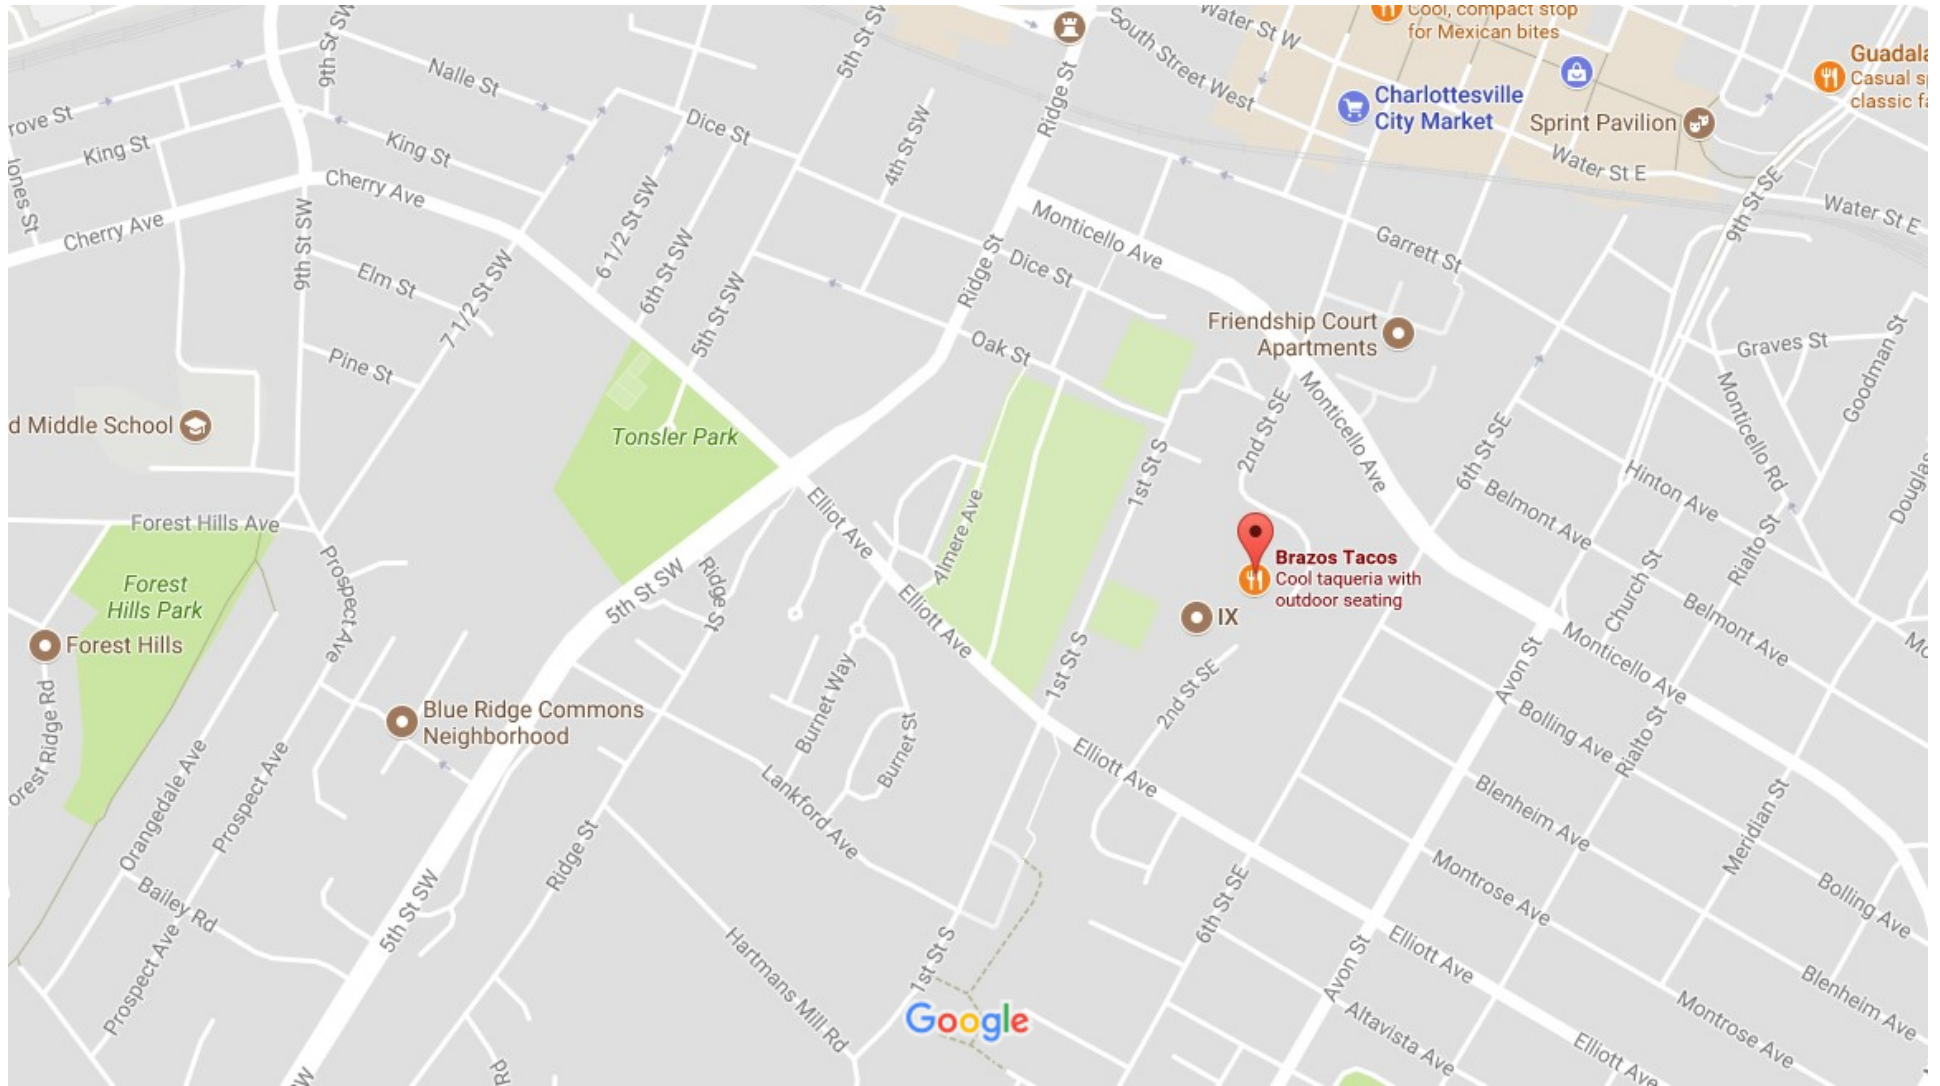 Cool, compact stop
for Mexican bites
Water St W
South Street West
5th St SW
9th St SW
Nalle St
Ridge St
Guadala
Casual sp
classic fa
Charlottesville
City Market
Sprint Pavilion
Water St E
rove St
King St
King St
Dice St
4th St SW
Jones St
Cherry Ave
Cherry Ave
9th St SW
6 1/2 St SW
6th St SW
Monticello Ave
Garrett St
9th St SE
Water St E
Elm St
7 1/2 St SW
5th St SW
Ridge St
Dice St
Friendship Court
Apartments
Graves St
Goodman St
Pine St
Oak St
Monticello Ave
Monticello Rd
d Middle School
Tonsler Park
1st St S
2nd St SE
6th St SE
Hinton Ave
Douglas
Belmont Ave
Forest Hills Ave
Elliot Ave
Almere Ave
Rialto St
Prospect Ave
Forest
Hills Park
Ridge St
5th St SW
Elliott Ave
Brazos Tacos
Cool taqueria with
outdoor seating
IX
Church St
Belmont Ave
Forest Hills
1st St S
2nd St SE
Avon St
Monticello Ave
Mo
orest Ridge Rd
Blue Ridge Commons
Neighborhood
Burnet Way
Burnet St
Elliott Ave
Bolling Ave
Rialto St
Orangedale Ave
Prospect Ave
Lankford Ave
Blenheim Ave
Meridian St
Ridge St
Montrose Ave
Bolling Ave
Bailey Rd
5th St SW
6th St SE
Prospect Ave
Hartmans Mill Rd
1st St S
Avon St
Elliott Ave
Blenheim Ave
Google
Altavista Ave
Montrose Ave
Elliott Ave
SW
Rd